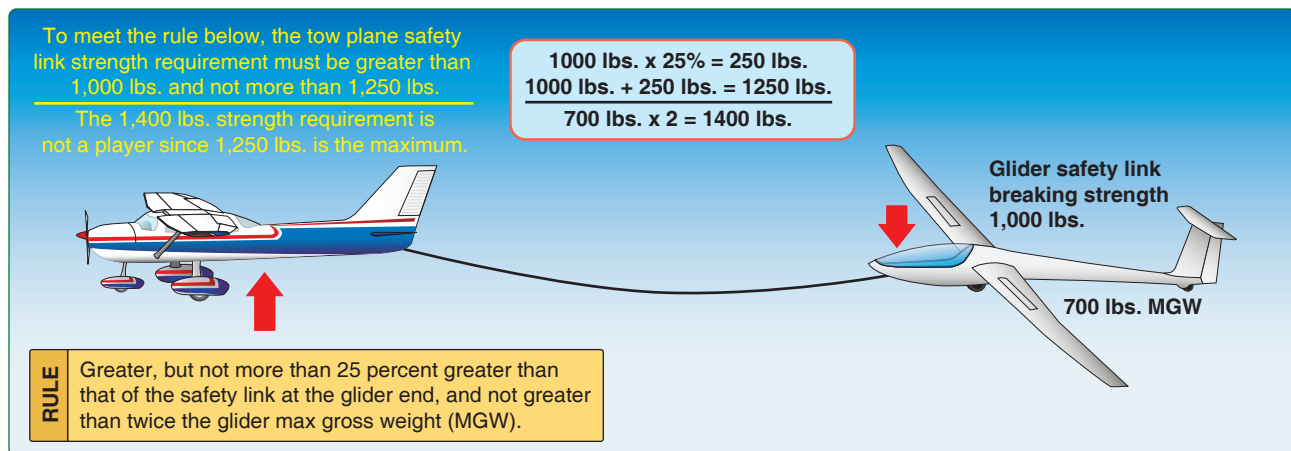 To meet the rule below, the tow plane safety
link strength requirement must be greater than
1,000 lbs. and not more than 1,250 lbs.
The 1,400 lbs. strength requirement is
not a player since 1,250 lbs. is the maximum.
1000 lbs. x 25% = 250 lbs.
1000 lbs. + 250 lbs. = 1250 lbs.
700 lbs. x 2 = 1400 lbs.
Glider safety link
breaking strength
1,000 lbs.
700 lbs. MGW
RULE
Greater, but not more than 25 percent greater than
that of the safety link at the glider end, and not greater
than twice the glider max gross weight (MGW).